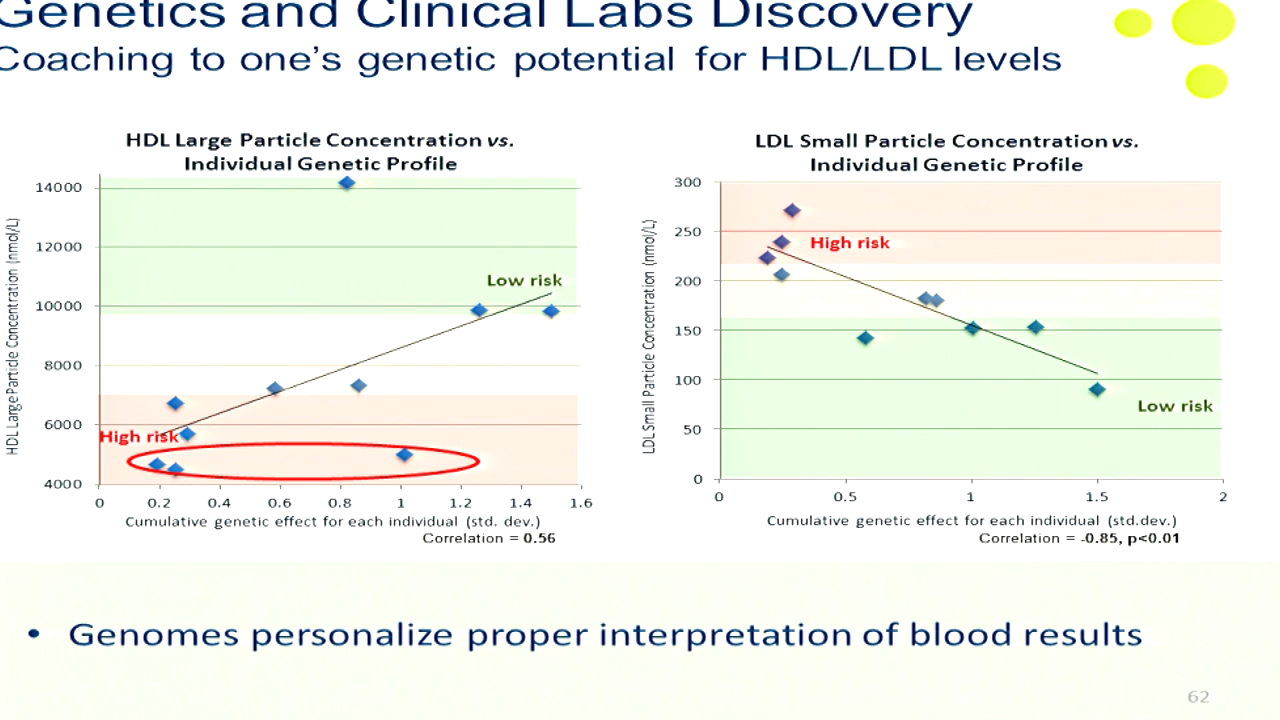 Genetics and Clinical Labs Discovery
Coaching to one's genetic potential for HDL/LDL levels
HDL Large Particle Concentration vs.
Individual Genetic Profile
HDL Large Particle Concentration (nmol/L)
14000
12000
10000
8000
6000
4000
Low risk
High risk
0 0.2 0.4 0.6 0.8 1 1.2 1.4 1.6
Cumulative genetic effect for each individual (std. dev.)
Correlation = 0.56
LDL Small Particle Concentration vs.
Individual Genetic Profile
LDL Small Particle Concentration (nmol/L)
300
250
200
150
100
50
0
High risk
Low risk
0 0.5 1 1.5 2
Cumulative genetic effect for each individual (std.dev.)
Correlation = -0.85, p<0.01
• Genomes personalize proper interpretation of blood results
62